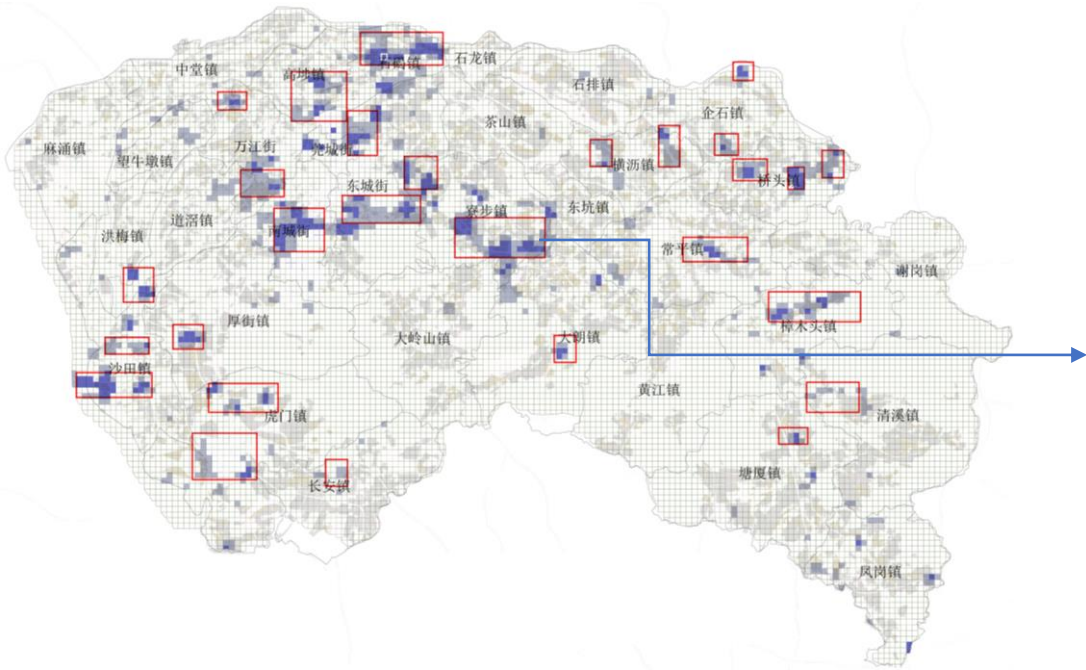 石龙镇
中堂镇
高埗镇
石碣镇
石排镇
企石镇
茶山镇
麻涌镇
望牛墩镇
万江街
莞城街
横沥镇
桥头镇
东城街
道滘镇
寮步镇
东坑镇
洪梅镇
南城街
常平镇
谢岗镇
厚街镇
樟木头镇
大岭山镇
大朗镇
沙田镇
黄江镇
虎门镇
清溪镇
塘厦镇
长安镇
凤岗镇